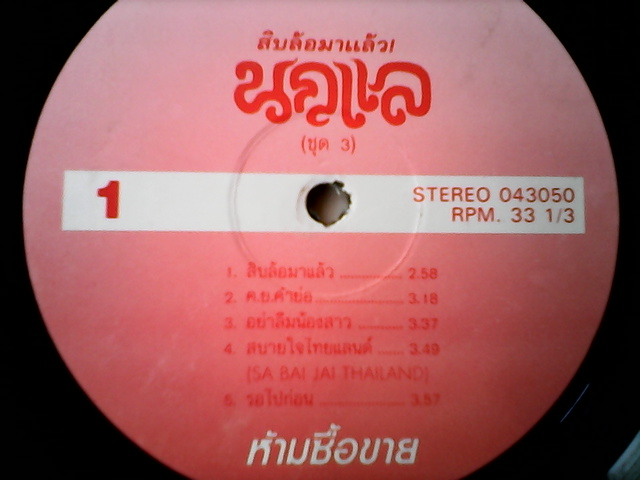 สิบล้อมาแล้ว!
นกแล
(ชุด 3)
1
STEREO 043050
RPM. 33 1/3
1. สิบล้อมาแล้ว .............. 2.58
2. ค.ย.คำย่อ .................. 3.18
3. อย่าลืมน้องสาว .......... 3.37
4. สบายใจไทยแลนด์ ...... 3.49
(SA BAI JAI THAILAND)
5. รอไปก่อน .................. 3.57
ห้ามซื้อขาย